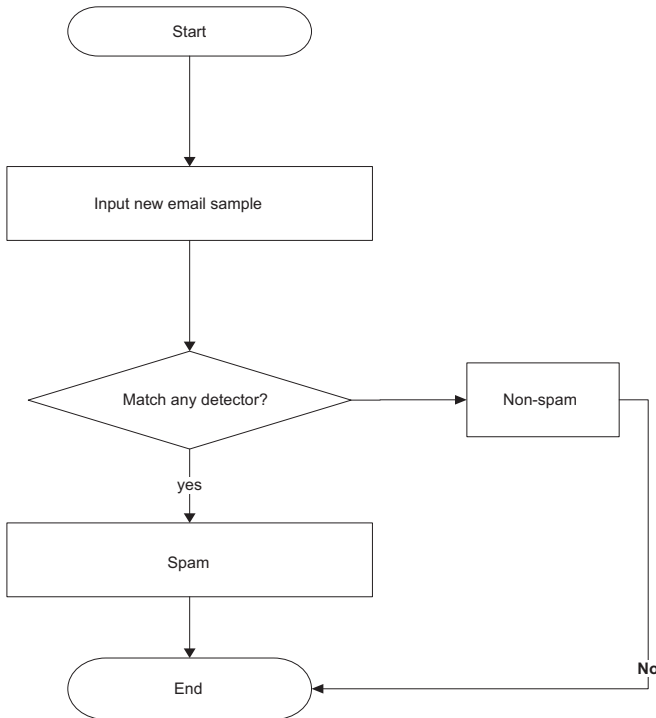 Start
Input new email sample
Match any detector?
Non-spam
yes
Spam
No
End